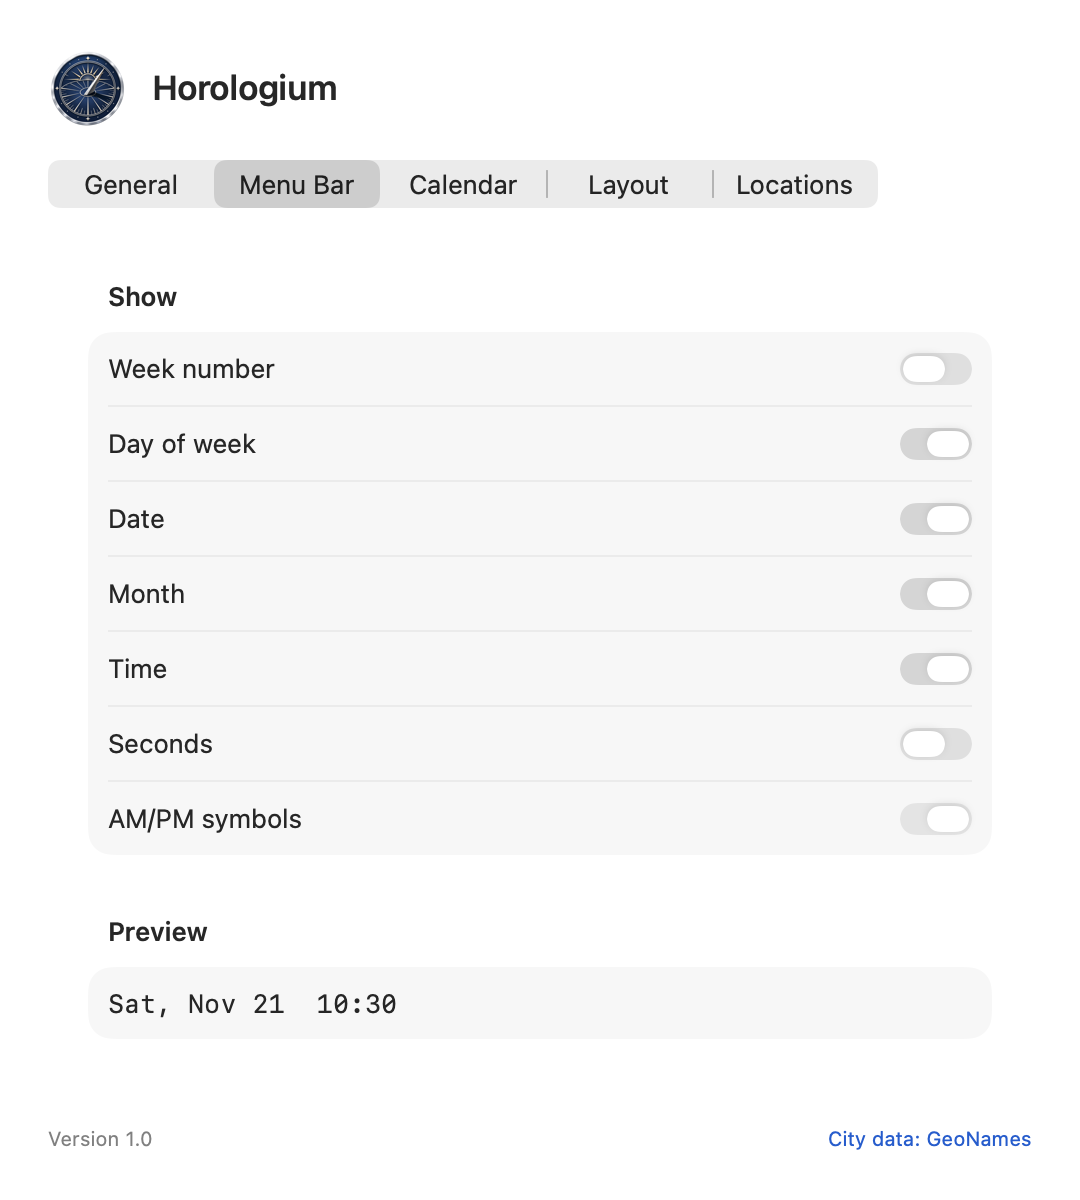 Horologium
General Menu Bar Calendar Layout Locations
Show
Week number
Day of week
Date
Month
Time
Seconds
AM/PM symbols
Preview
Sat, Nov 21  10:30
Version 1.0 City data: GeoNames